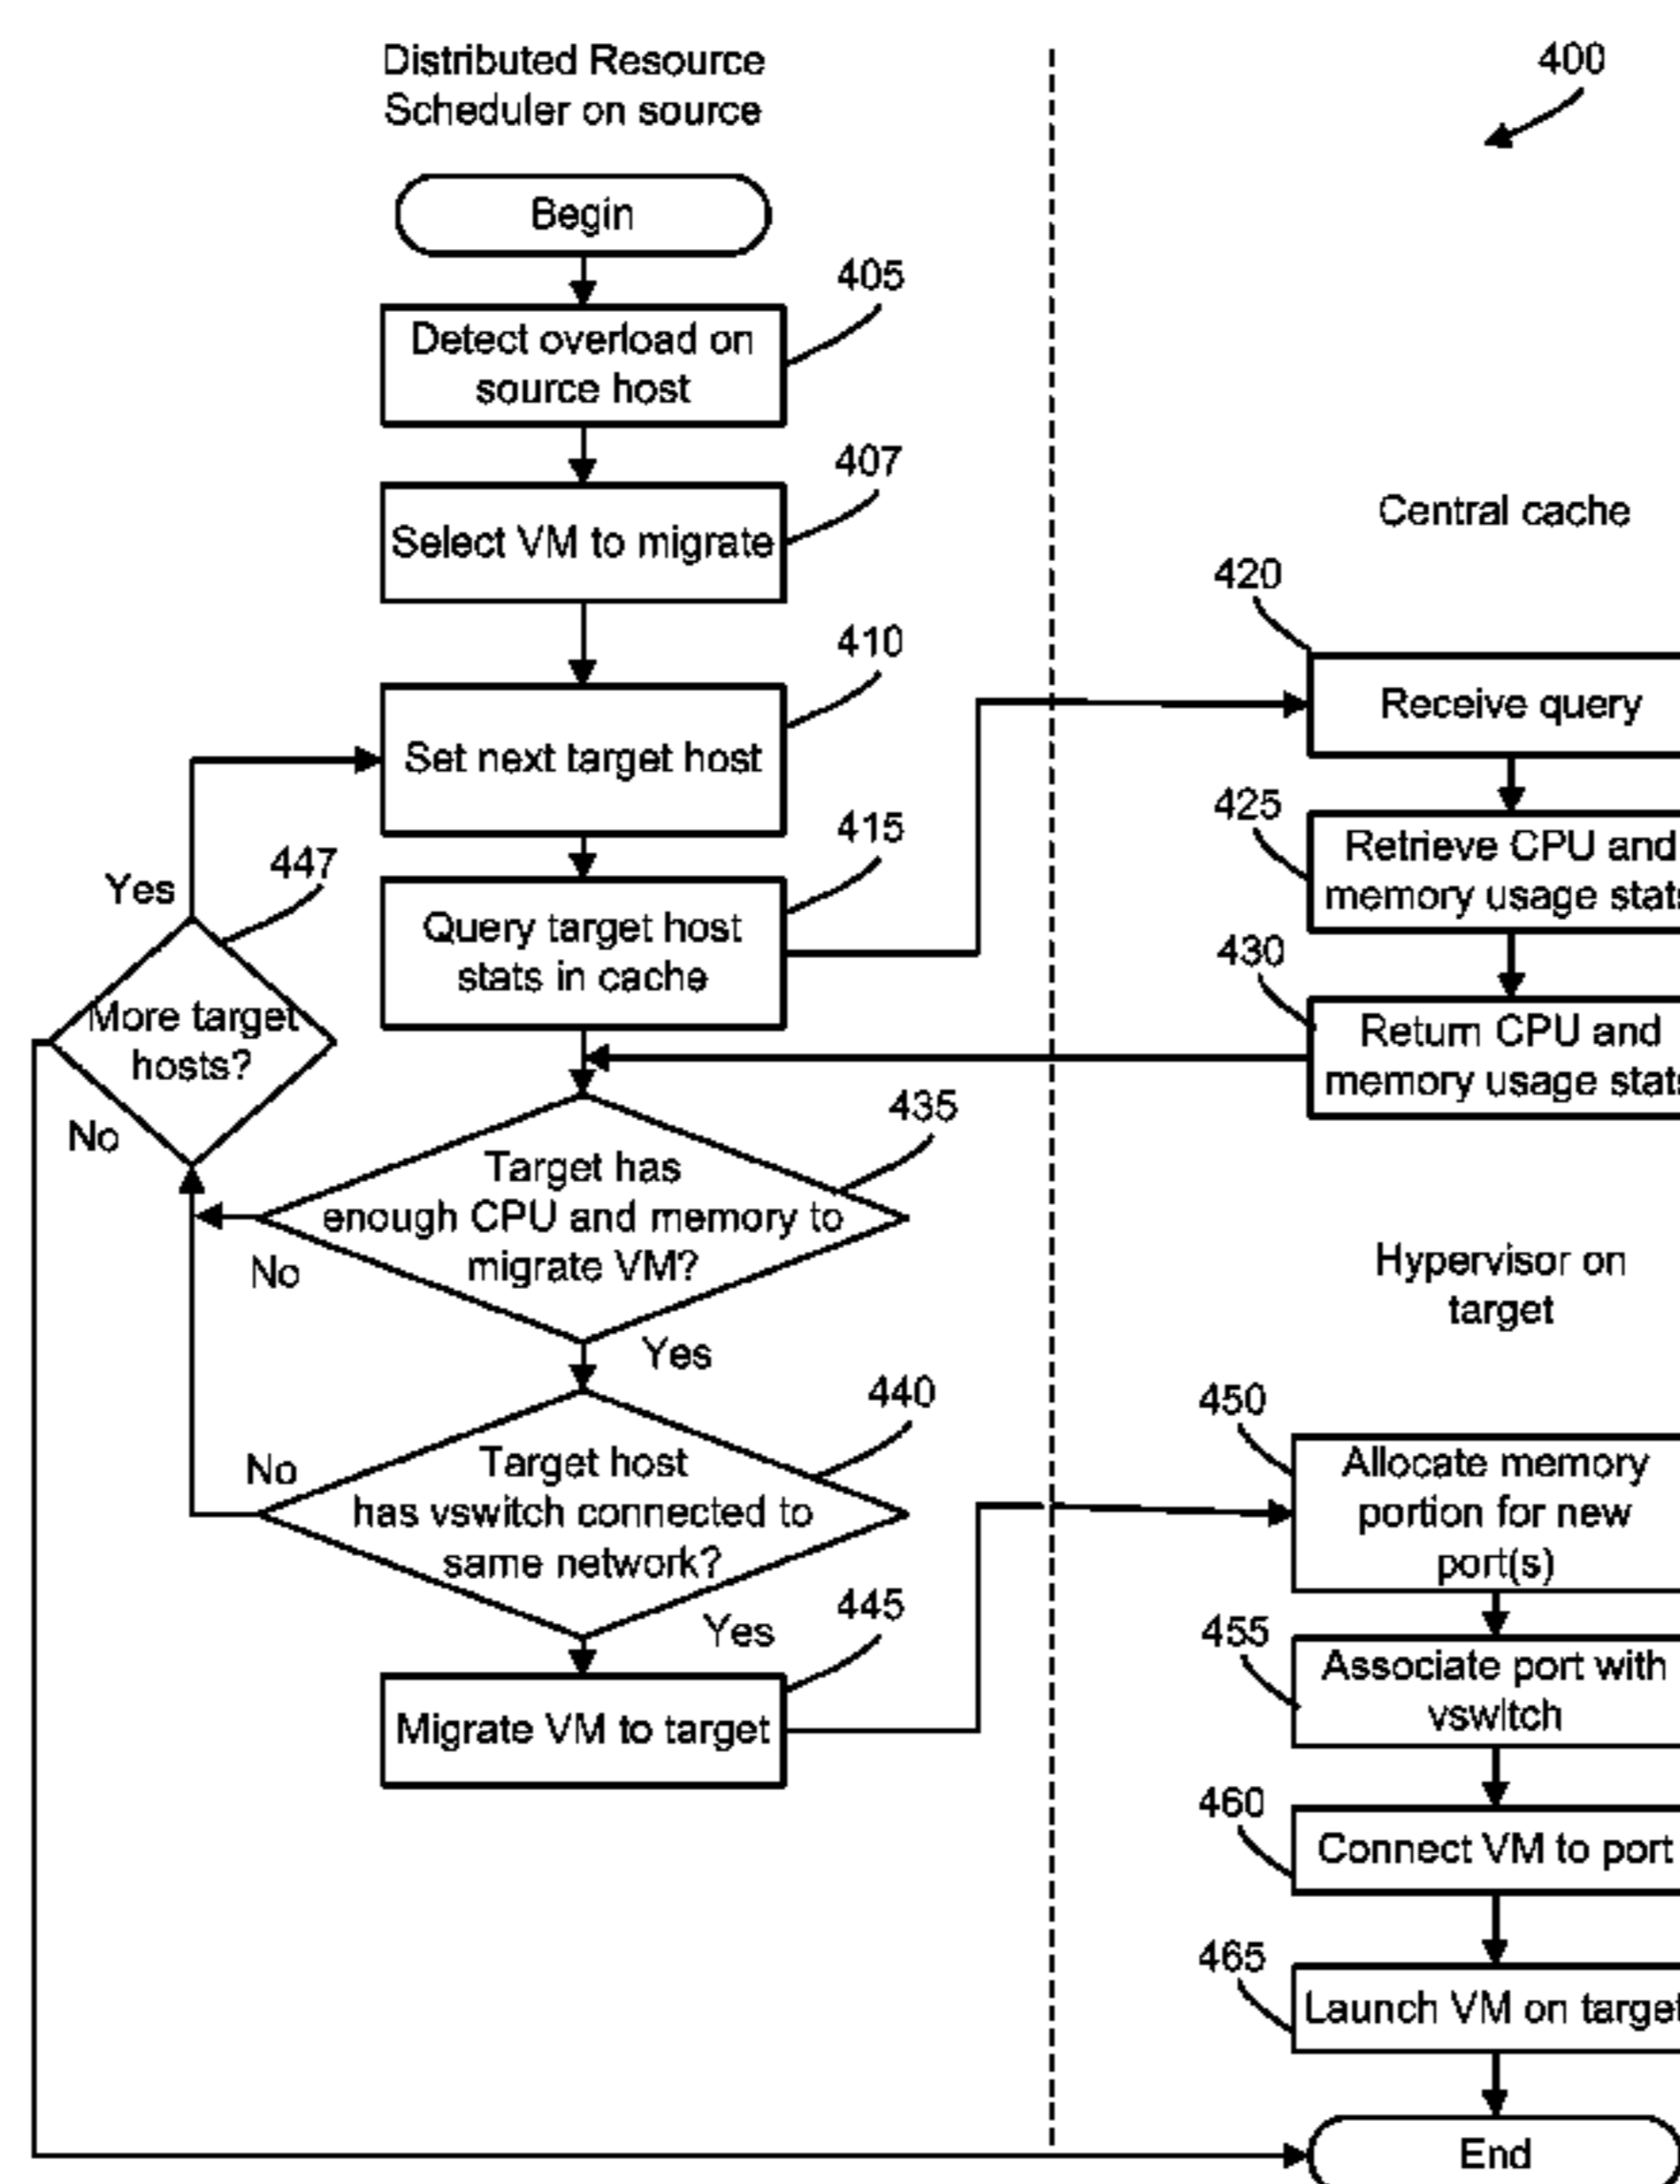 Distributed Resource
Scheduler on source
400
Begin
405
Detect overload on
source host
407
Select VM to migrate
Central cache
420
410
Set next target host
Receive query
425
415
Retrieve CPU and
memory usage stats
Yes
447
Query target host
stats in cache
430
More target
hosts?
Return CPU and
memory usage stats
No
435
Target has
enough CPU and memory to
migrate VM?
No
Hypervisor on
target
Yes
440
450
No
Target host
has vswitch connected to
same network?
Allocate memory
portion for new
port(s)
445
Yes
455
Associate port with
vswitch
Migrate VM to target
460
Connect VM to port
465
Launch VM on target
End